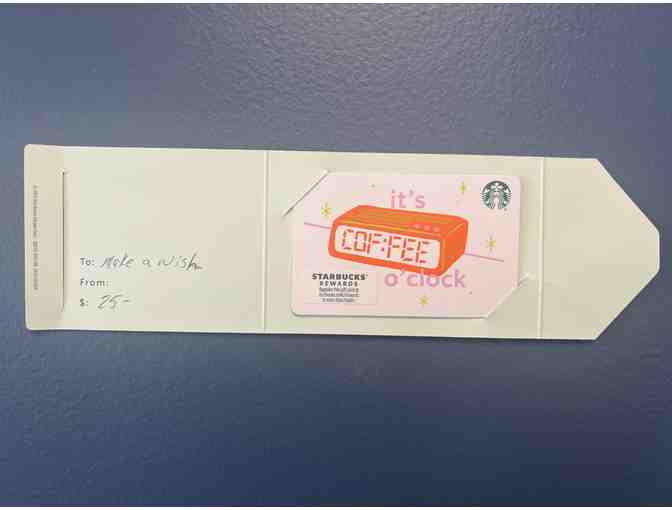 To: Make a Wish
From:
$: 25-
it's
COF:FEE
o'clock
STARBUCKS®
REWARDS